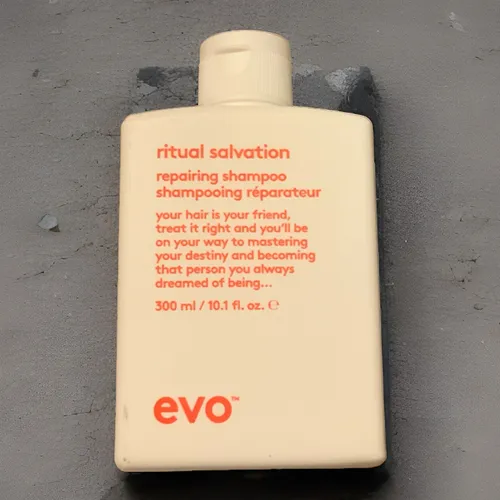 ritual salvation
repairing shampoo
shampooing réparateur
your hair is your friend,
treat it right and you'll be
on your way to mastering
your destiny and becoming
that person you always
dreamed of being...
300 ml / 10.1 fl. oz. ℮
evo™